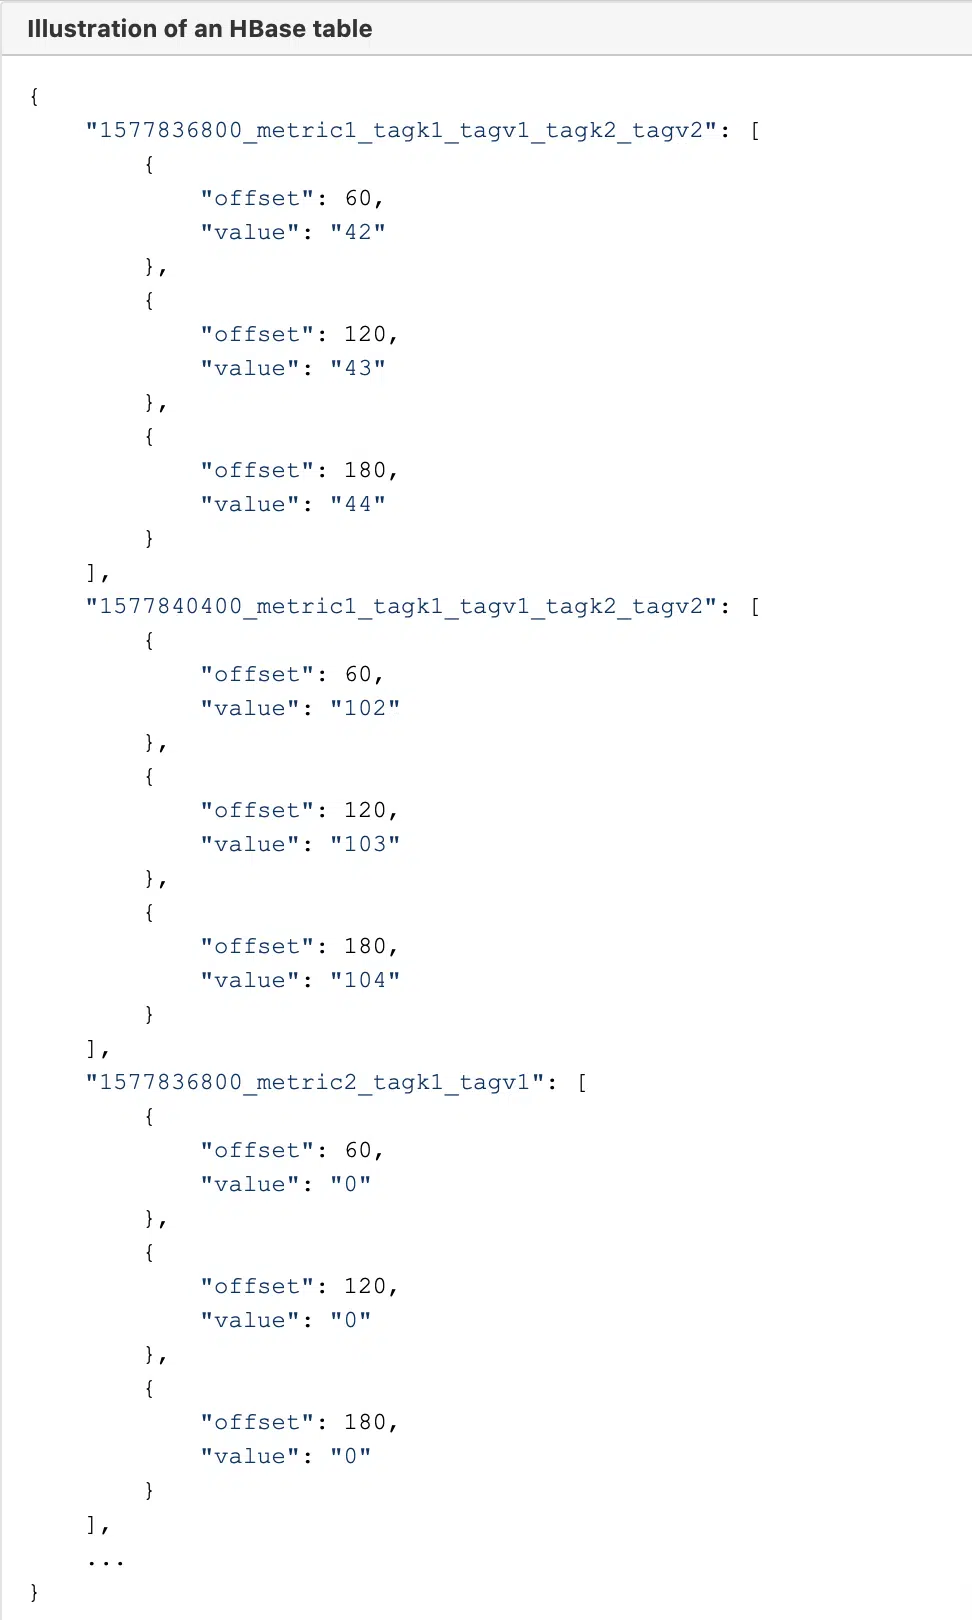 Illustration of an HBase table
{
"1577836800_metric1_tagk1_tagv1_tagk2_tagv2": [
{
"offset": 60,
"value": "42"
},
{
"offset": 120,
"value": "43"
},
{
"offset": 180,
"value": "44"
}
],
"1577840400_metric1_tagk1_tagv1_tagk2_tagv2": [
{
"offset": 60,
"value": "102"
},
{
"offset": 120,
"value": "103"
},
{
"offset": 180,
"value": "104"
}
],
"1577836800_metric2_tagk1_tagv1": [
{
"offset": 60,
"value": "0"
},
{
"offset": 120,
"value": "0"
},
{
"offset": 180,
"value": "0"
}
],
...
}